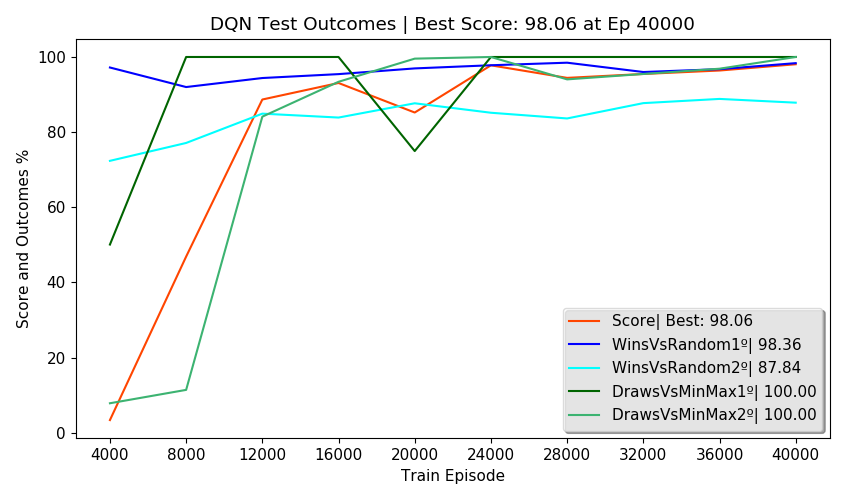 DQN Test Outcomes | Best Score: 98.06 at Ep 40000
Score and Outcomes %
100
80
60
40
20
0
Score| Best: 98.06
WinsVsRandom1º| 98.36
WinsVsRandom2º| 87.84
DrawsVsMinMax1º| 100.00
DrawsVsMinMax2º| 100.00
4000 8000 12000 16000 20000 24000 28000 32000 36000 40000
Train Episode